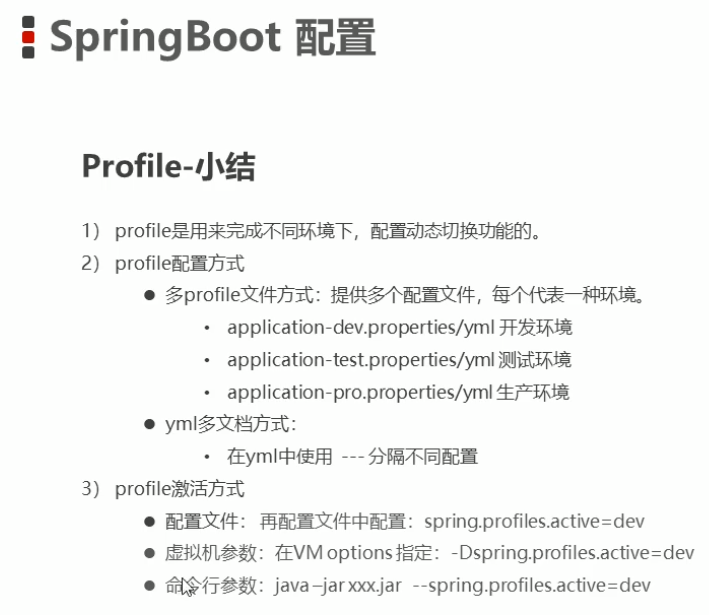 SpringBoot 配置
Profile-小结
1） profile是用来完成不同环境下，配置动态切换功能的。
2） profile配置方式
● 多profile文件方式：提供多个配置文件，每个代表一种环境。
• application-dev.properties/yml 开发环境
• application-test.properties/yml 测试环境
• application-pro.properties/yml 生产环境
● yml多文档方式：
• 在yml中使用 --- 分隔不同配置
3） profile激活方式
● 配置文件： 再配置文件中配置：spring.profiles.active=dev
● 虚拟机参数：在VM options 指定：-Dspring.profiles.active=dev
● 命令行参数：java –jar xxx.jar --spring.profiles.active=dev